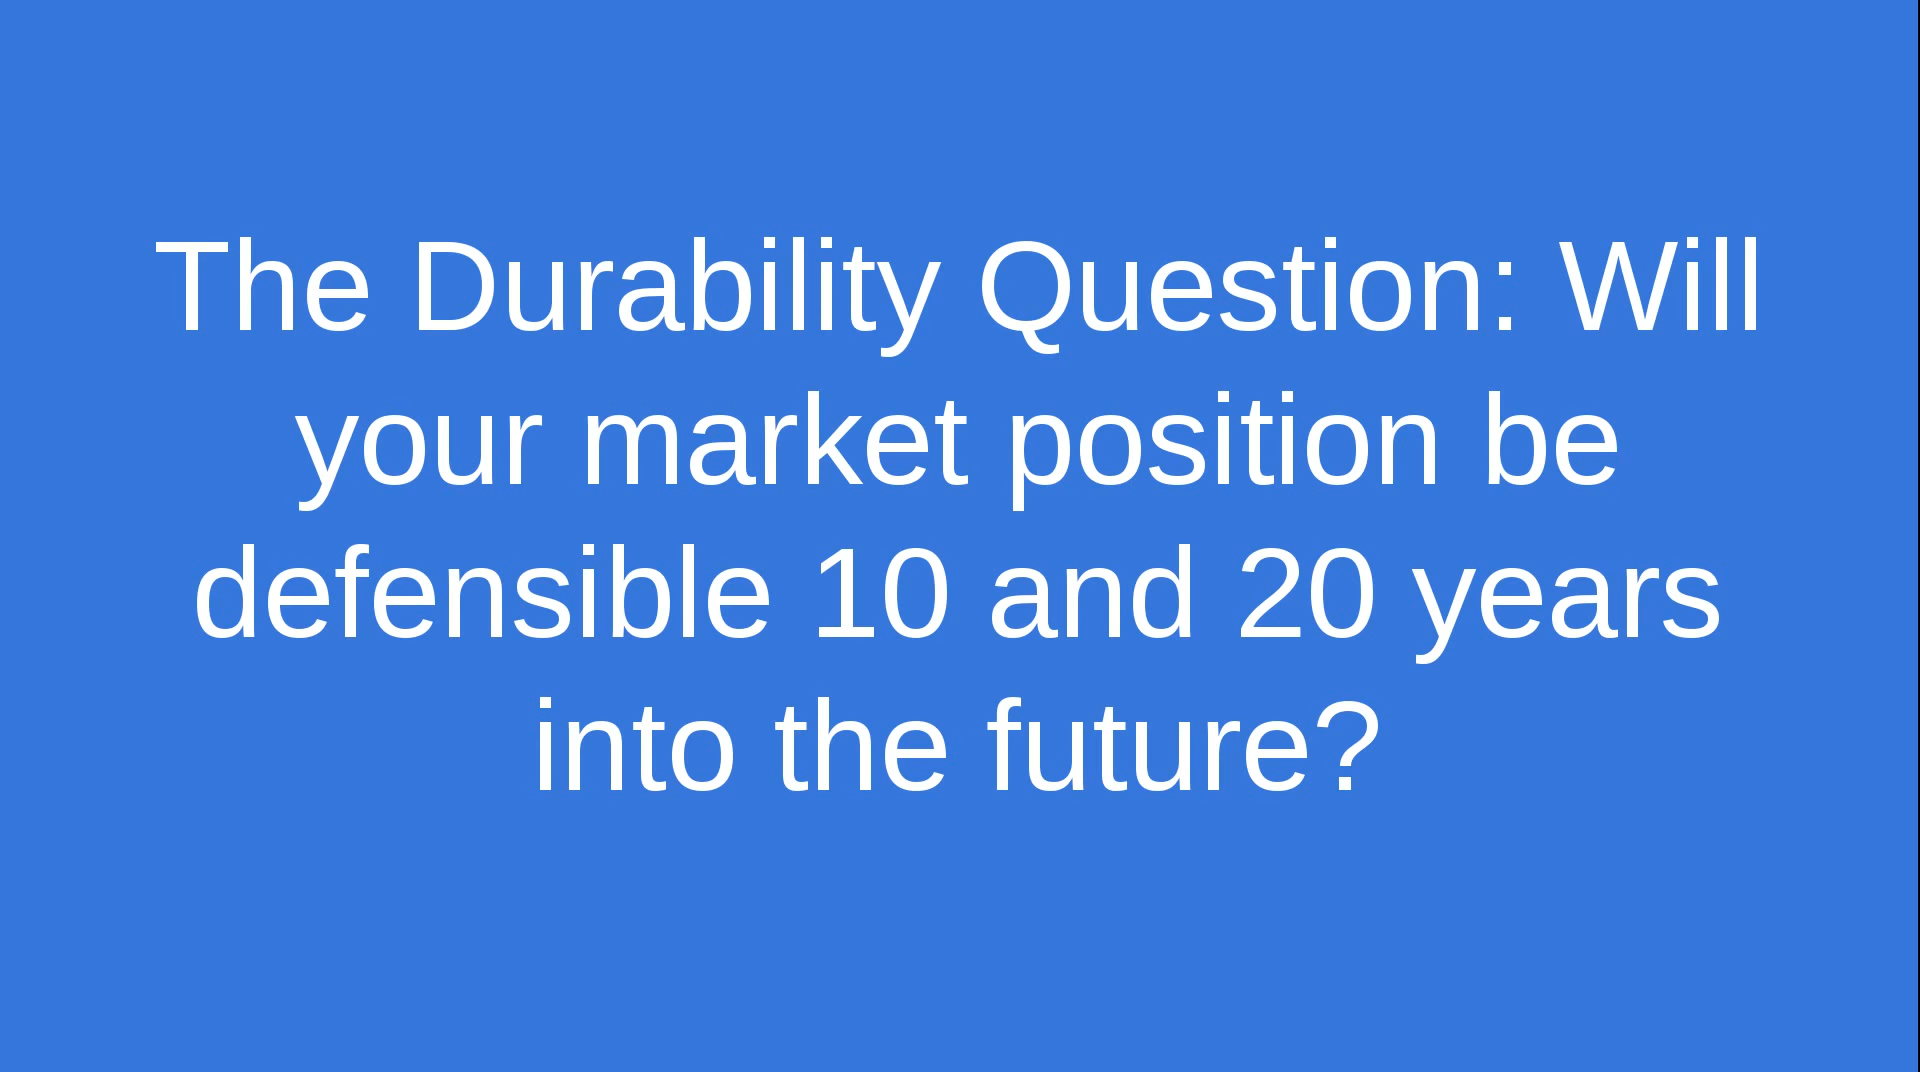 The Durability Question: Will
your market position be
defensible 10 and 20 years
into the future?